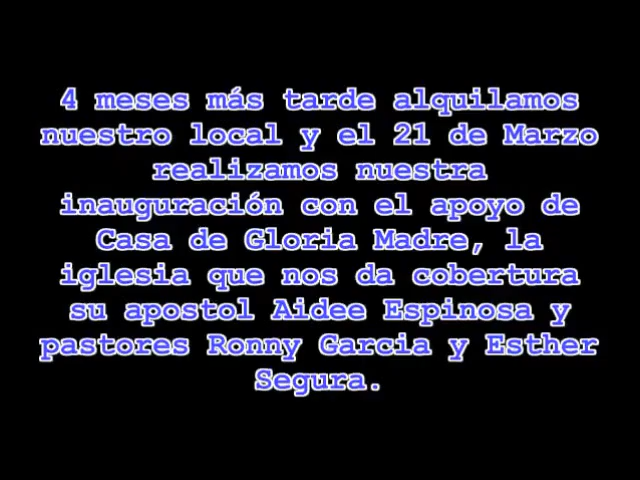 4 meses más tarde alquilamos
nuestro local y el 21 de Marzo
realizamos nuestra
inauguración con el apoyo de
Casa de Gloria Madre, la
iglesia que nos da cobertura
su apostol Aidee Espinosa y
pastores Ronny Garcia y Esther
Segura.